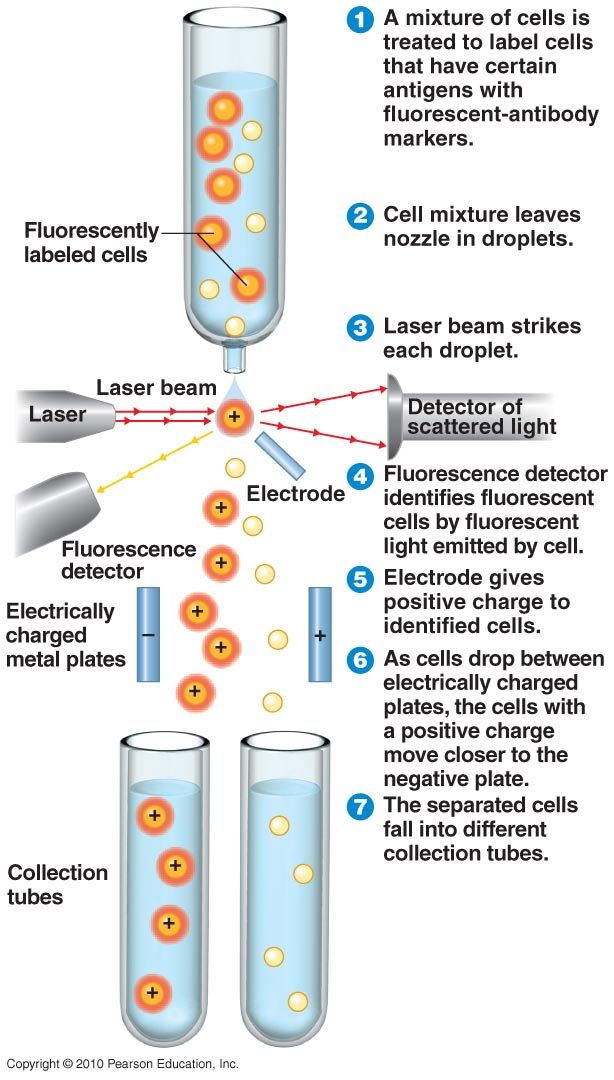 1 A mixture of cells is
treated to label cells
that have certain
antigens with
fluorescent-antibody
markers.
Fluorescently
labeled cells
2 Cell mixture leaves
nozzle in droplets.
3 Laser beam strikes
each droplet.
Laser beam
Laser
+
Detector of
scattered light
Electrode
+
Fluorescence
detector
+
4 Fluorescence detector
identifies fluorescent
cells by fluorescent
light emitted by cell.
5 Electrode gives
positive charge to
identified cells.
Electrically
charged
metal plates
–
+
+
+
+
6 As cells drop between
electrically charged
plates, the cells with
a positive charge
move closer to the
negative plate.
7 The separated cells
fall into different
collection tubes.
Collection
tubes
+
+
+
+
Copyright © 2010 Pearson Education, Inc.